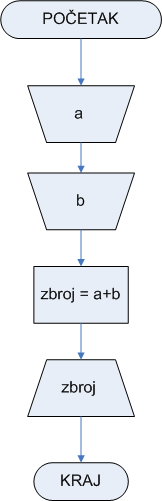 POČETAK
a
b
zbroj = a+b
zbroj
KRAJ